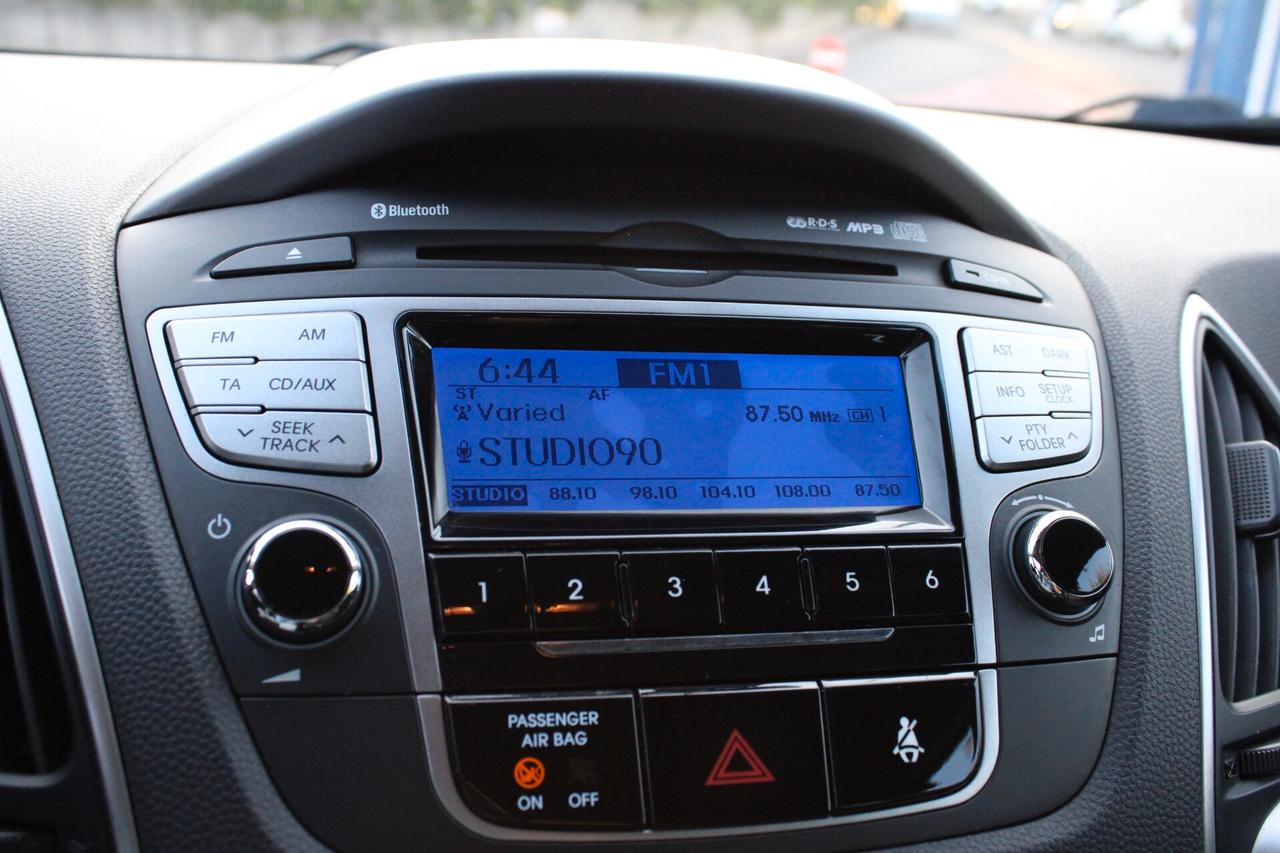 Bluetooth
R·D·S MP3
FM AM
TA CD/AUX
SEEK
TRACK
6:44 FM1
ST AF
Varied 87.50 MHz CH 1
STUDIO90
STUDIO 88.10 98.10 104.10 108.00 87.50
AST DARK
INFO SETUP
CLOCK
PTY
FOLDER
1 2 3 4 5 6
PASSENGER
AIR BAG
ON OFF